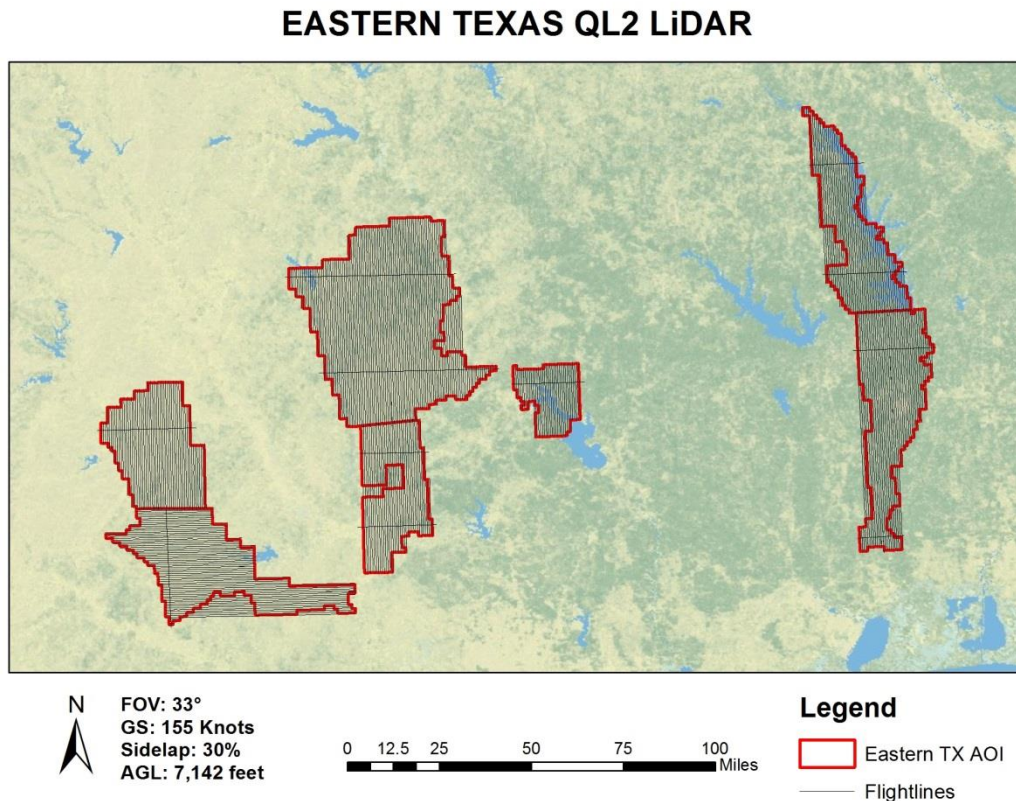 EASTERN TEXAS QL2 LiDAR
N
FOV: 33°
GS: 155 Knots
Sidelap: 30%
AGL: 7,142 feet
0 12.5 25 50 75 100
Miles
Legend
Eastern TX AOI
Flightlines